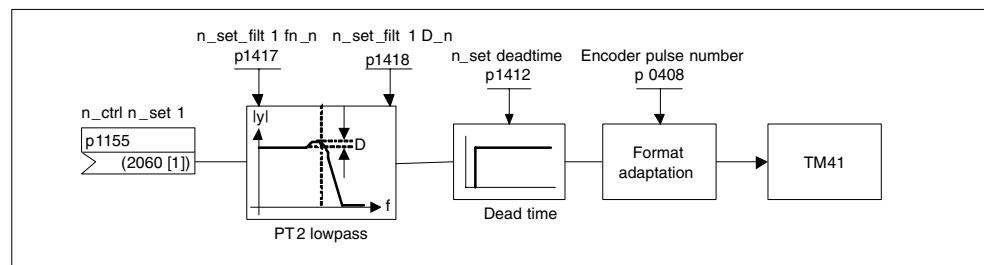 n_set_filt 1 fn_n
p1417
n_set_filt 1 D_n
p1418
n_set deadtime
p1412
Encoder pulse number
p 0408
n_ctrl n_set 1
p1155
(2060 [1])
|y|
D
f
PT2 lowpass
Dead time
Format
adaptation
TM41